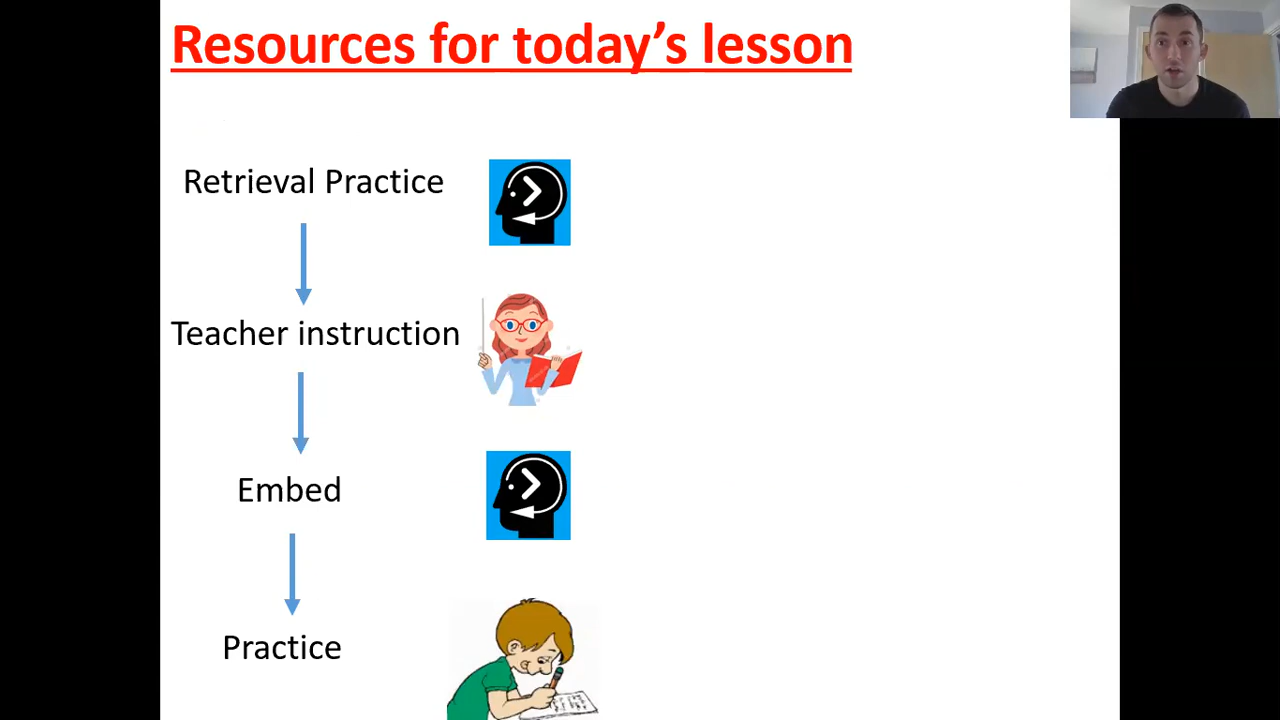 Resources for today’s lesson
Retrieval Practice
Teacher instruction
Embed
Practice